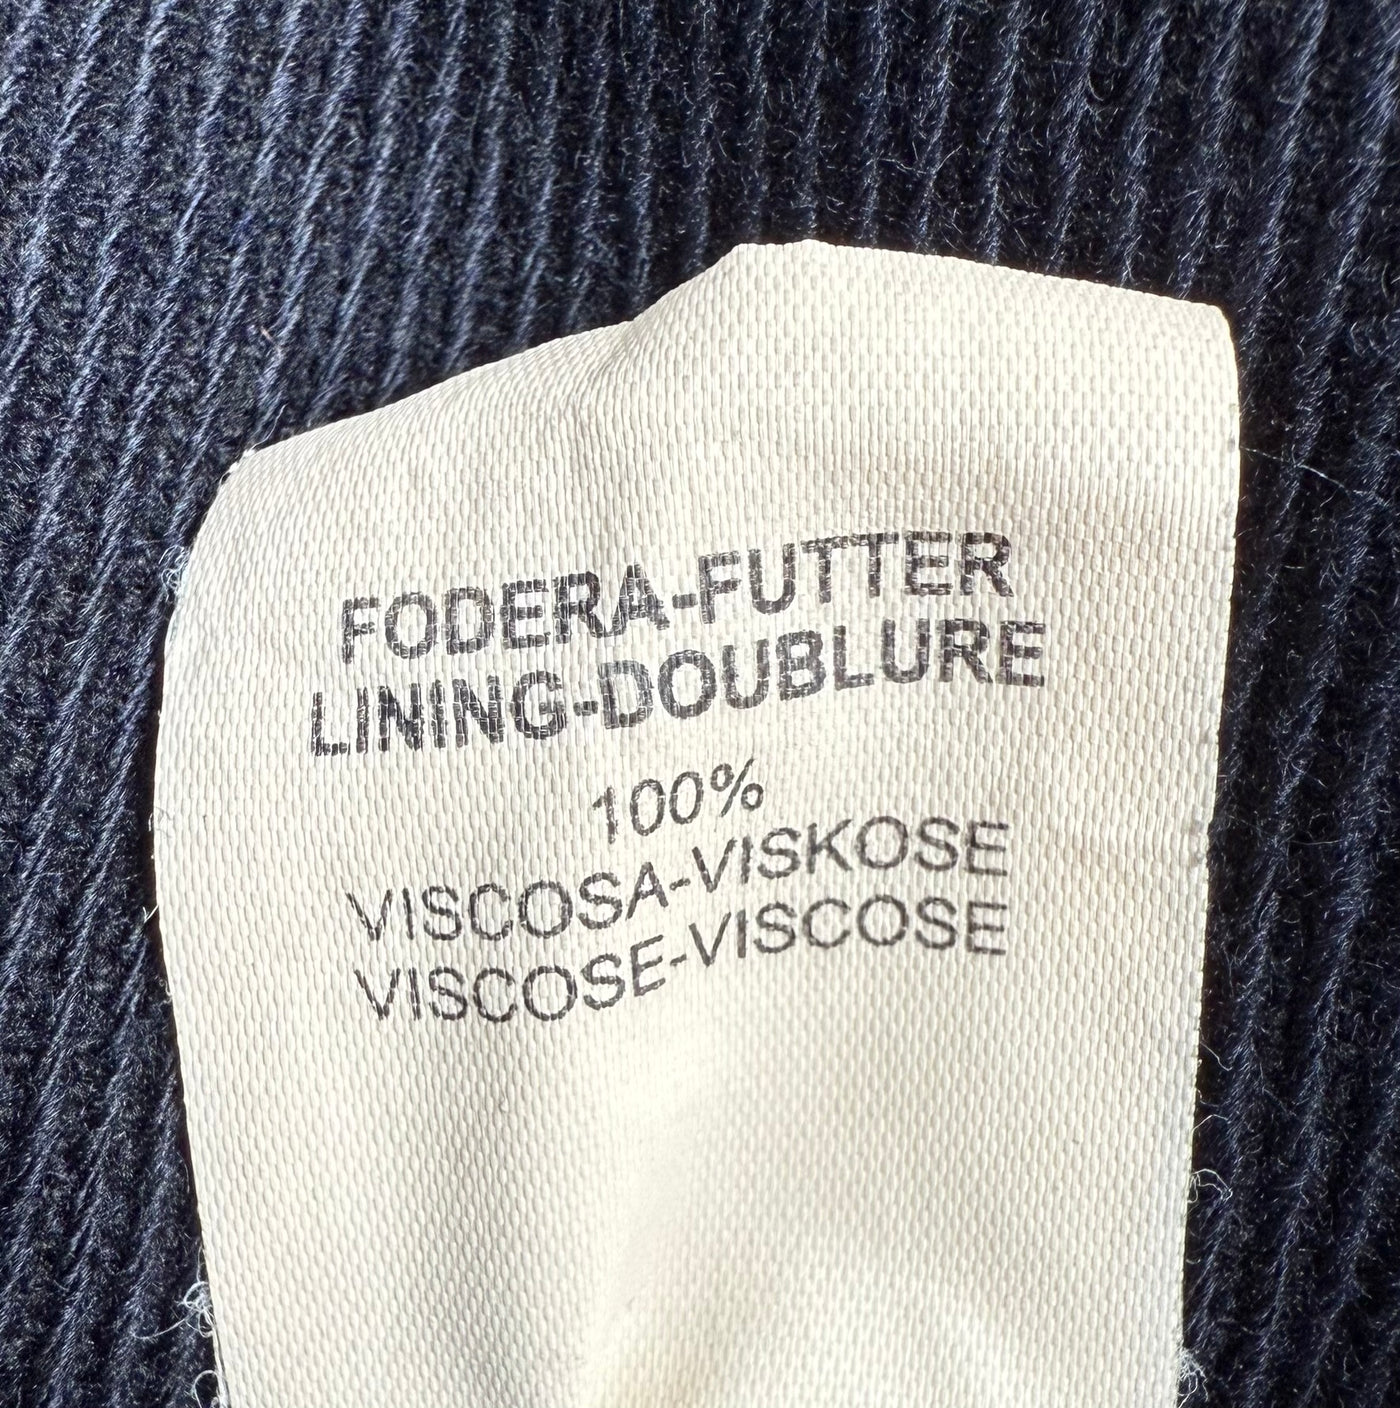 FODERA-FUTTER
LINING-DOUBLURE
100%
VISCOSA-VISKOSE
VISCOSE-VISCOSE